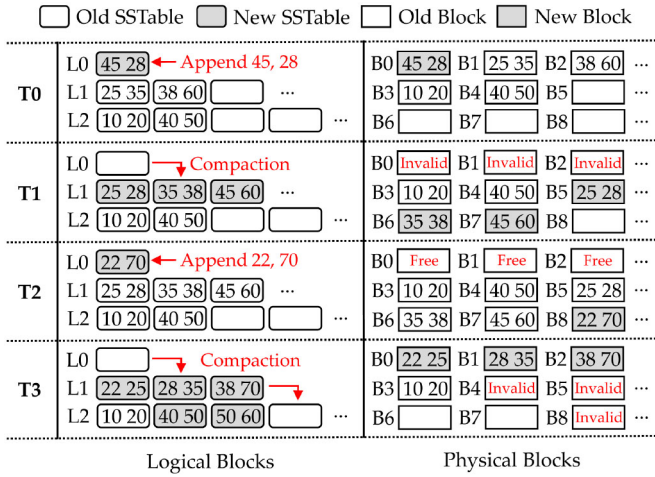 Old SSTable New SSTable Old Block New Block
T0
L0 45 28 Append 45, 28
L1 25 35 38 60 ...
L2 10 20 40 50 ...
B0 45 28 B1 25 35 B2 38 60 ...
B3 10 20 B4 40 50 B5 ...
B6 B7 B8 ...
T1
L0 Compaction
L1 25 28 35 38 45 60 ...
L2 10 20 40 50 ...
B0 Invalid B1 Invalid B2 Invalid ...
B3 10 20 B4 40 50 B5 25 28 ...
B6 35 38 B7 45 60 B8 ...
T2
L0 22 70 Append 22, 70
L1 25 28 35 38 45 60 ...
L2 10 20 40 50 ...
B0 Free B1 Free B2 Free ...
B3 10 20 B4 40 50 B5 25 28 ...
B6 35 38 B7 45 60 B8 22 70 ...
T3
L0 Compaction
L1 22 25 28 35 38 70
L2 10 20 40 50 50 60 ...
B0 22 25 B1 28 35 B2 38 70 ...
B3 10 20 B4 Invalid B5 Invalid ...
B6 B7 B8 Invalid ...
Logical Blocks Physical Blocks